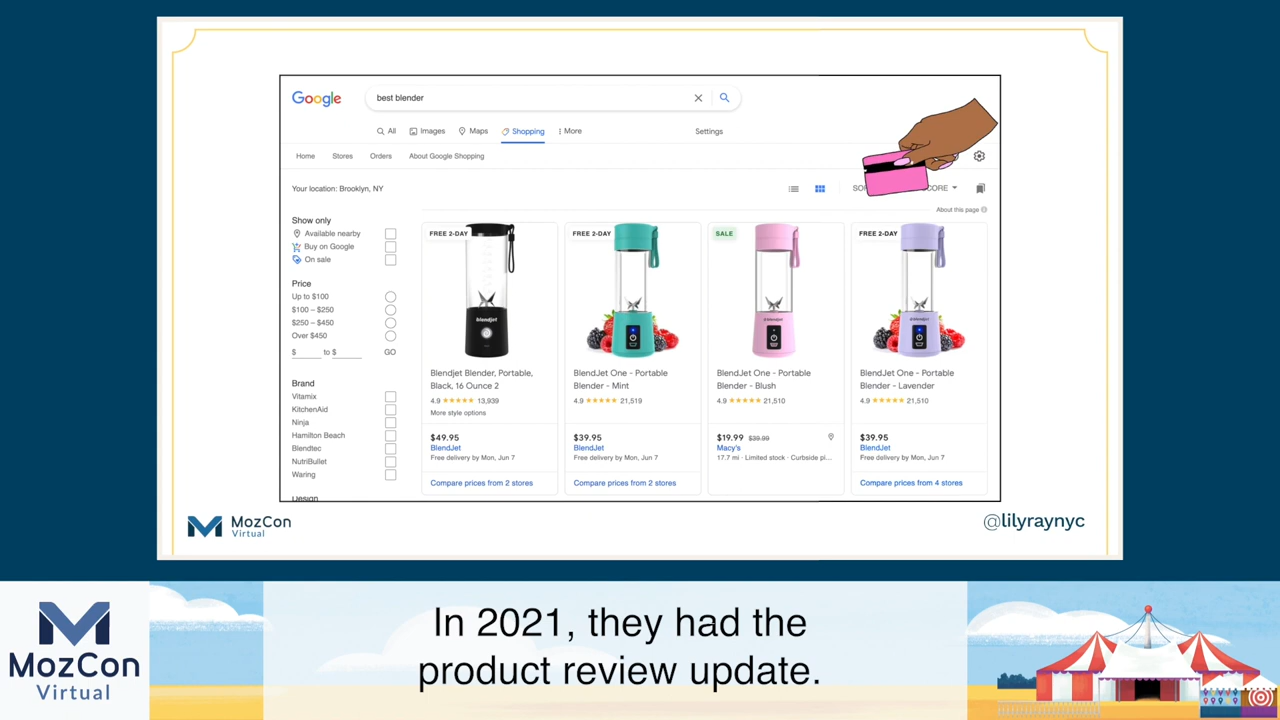 Google
best blender
All
Images
Maps
Shopping
More
Settings
Home
Stores
Orders
About Google Shopping
Your location: Brooklyn, NY
About this page
Show only
Available nearby
Buy on Google
On sale
Price
Up to $100
$100 – $250
$250 – $450
Over $450
$ to $ GO
Brand
Vitamix
KitchenAid
Ninja
Hamilton Beach
Blendtec
NutriBullet
Waring
Design
FREE 2-DAY
blendjet
Blendjet Blender, Portable,
Black, 16 Ounce 2
4.9 ★★★★★ 13,939
More style options
$49.95
BlendJet
Free delivery by Mon, Jun 7
Compare prices from 2 stores
FREE 2-DAY
blendjet
BlendJet One - Portable
Blender - Mint
4.9 ★★★★★ 21,519
$39.95
BlendJet
Free delivery by Mon, Jun 7
Compare prices from 2 stores
SALE
blendjet
BlendJet One - Portable
Blender - Blush
4.9 ★★★★★ 21,510
$19.99 $39.99
Macy's
17.7 mi · Limited stock · Curbside pi...
FREE 2-DAY
blendjet
BlendJet One - Portable
Blender - Lavender
4.9 ★★★★★ 21,510
$39.95
BlendJet
Free delivery by Mon, Jun 7
Compare prices from 4 stores
MozCon
Virtual
@lilyraynyc
MozCon
Virtual
In 2021, they had the
product review update.